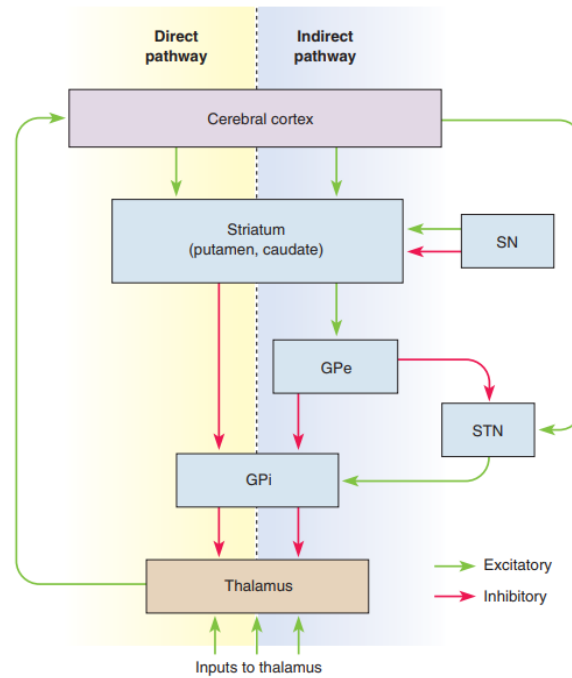 Direct
pathway
Indirect
pathway
Cerebral cortex
Striatum
(putamen, caudate)
SN
GPe
STN
GPi
Thalamus
Excitatory
Inhibitory
Inputs to thalamus